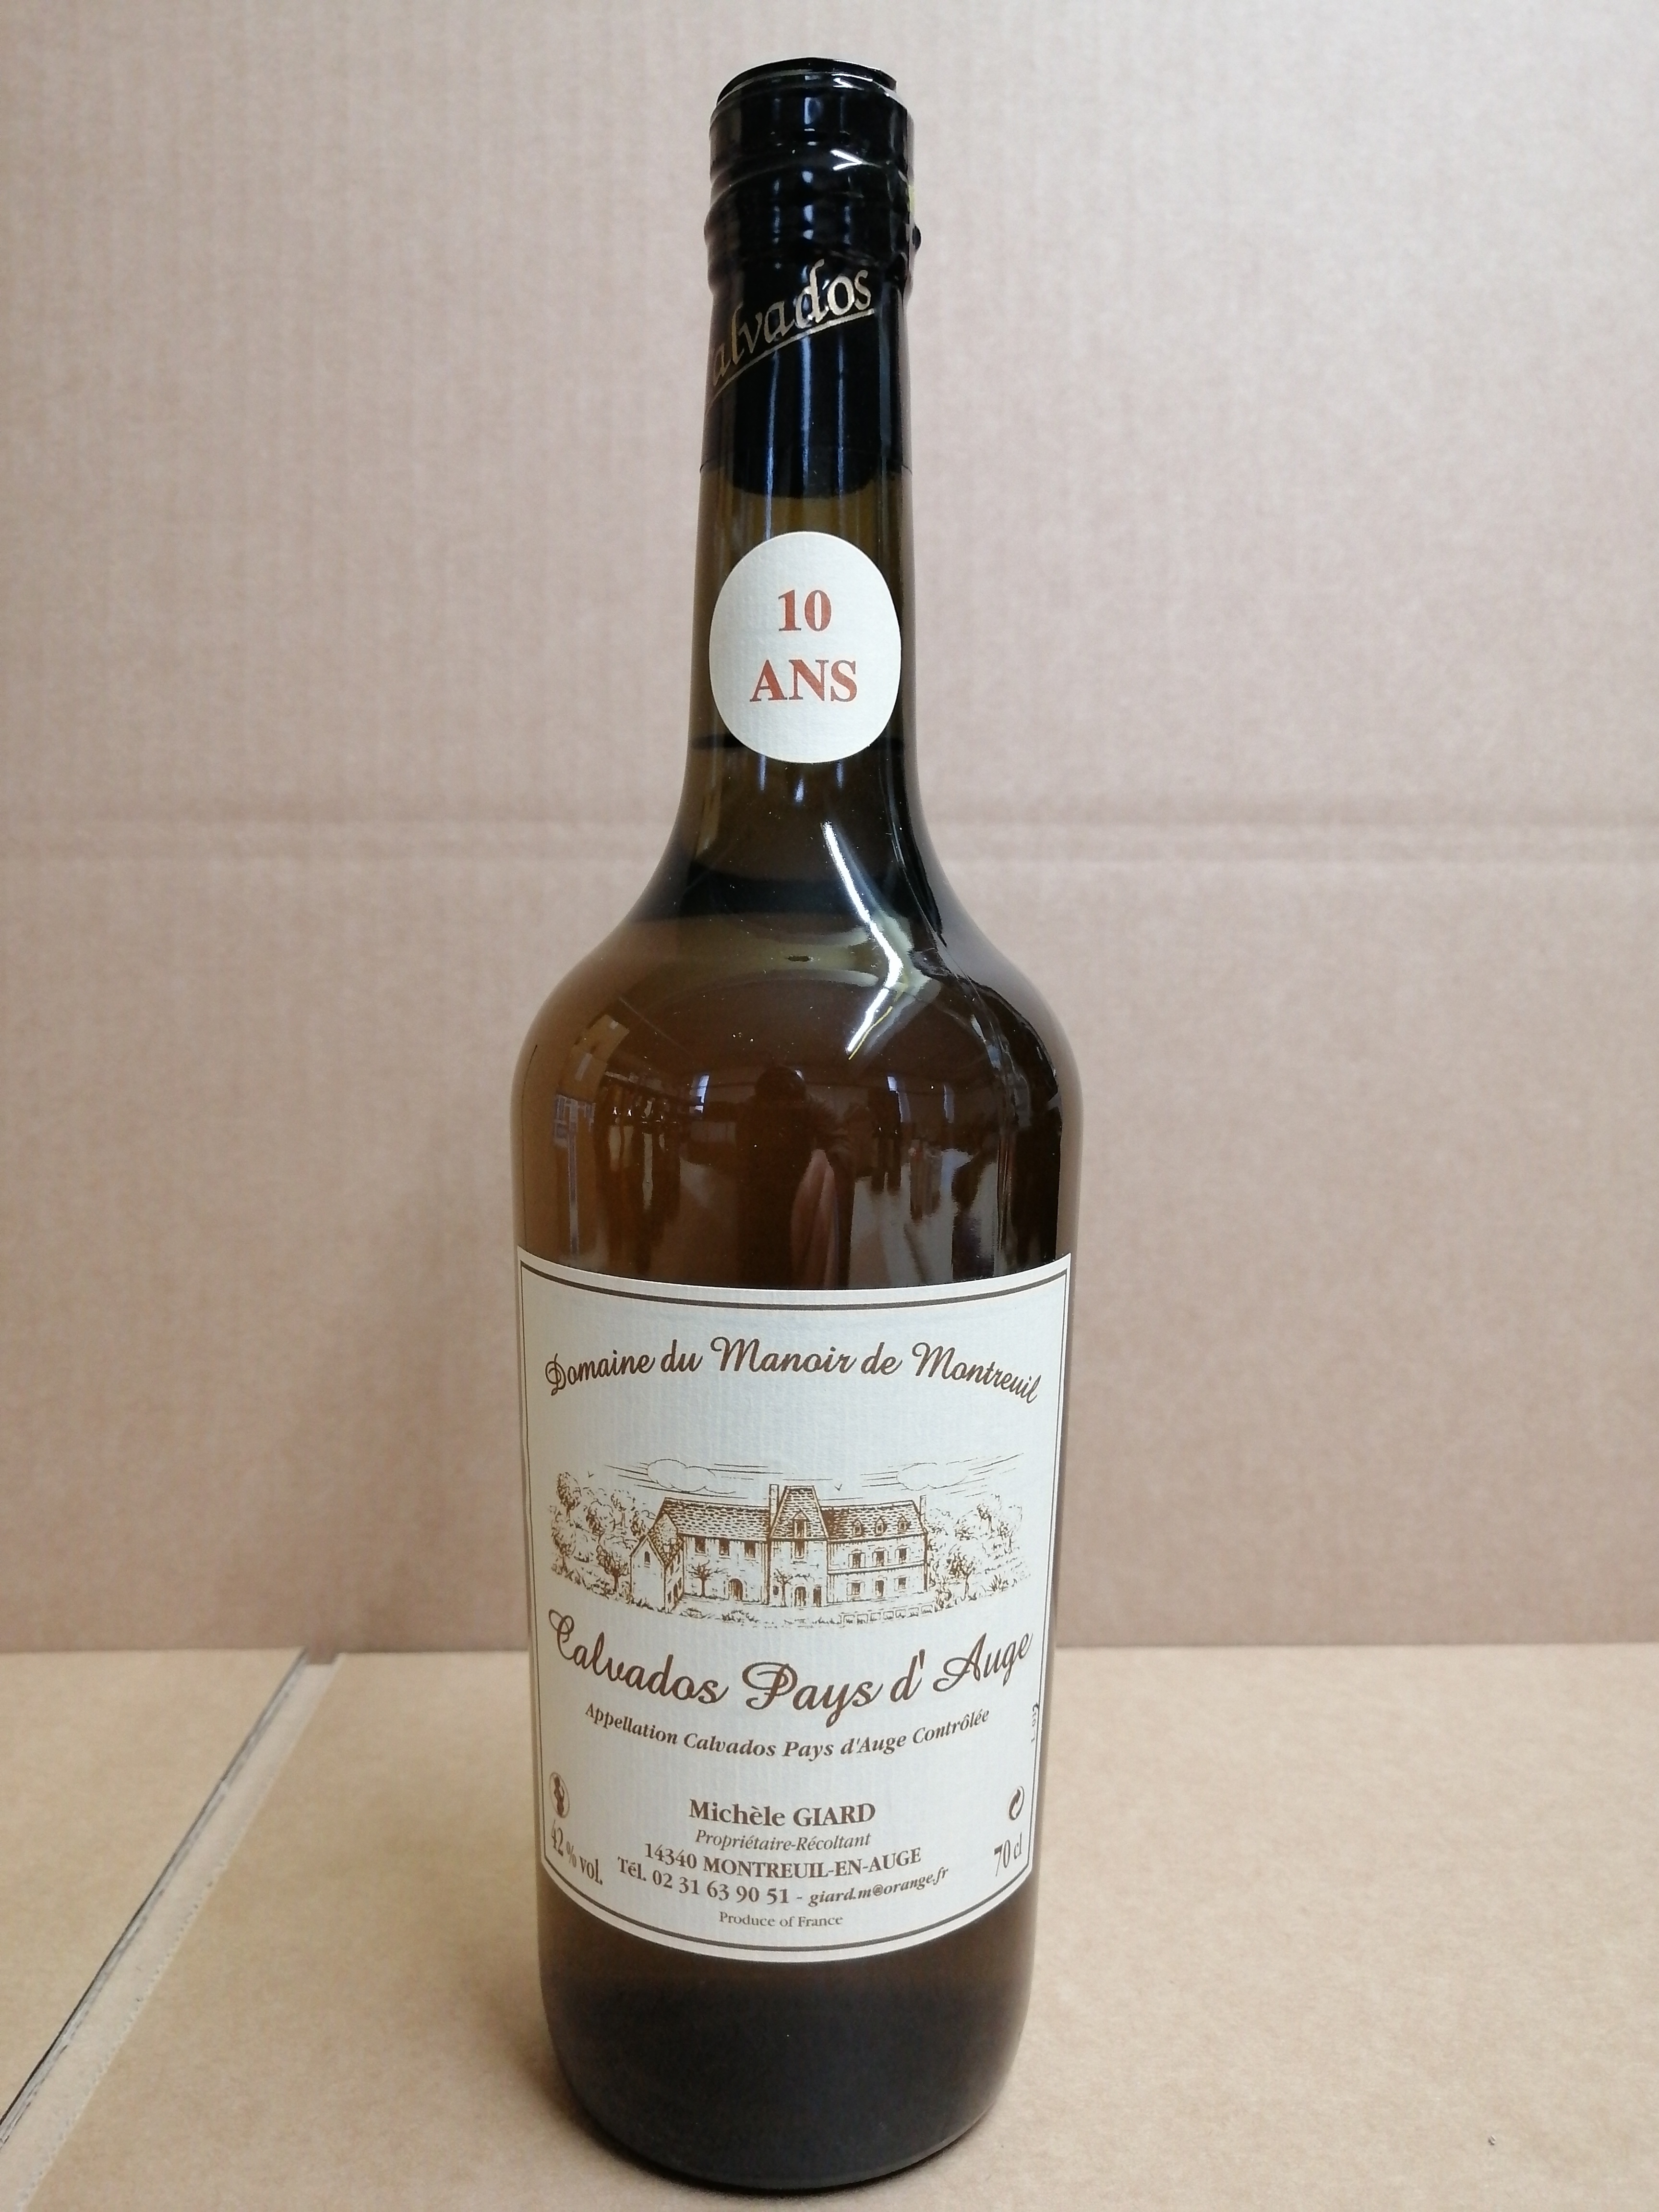 alvados
10
ANS
Domaine du Manoir de Montreuil
Calvados Pays d'Auge
Appellation Calvados Pays d'Auge Contrôlée
Michèle GIARD
Propriétaire-Récoltant
14340 MONTREUIL-EN-AUGE
Tél. 02 31 63 90 51 - giard.m@orange.fr
42 % vol.
70 cl
Produce of France